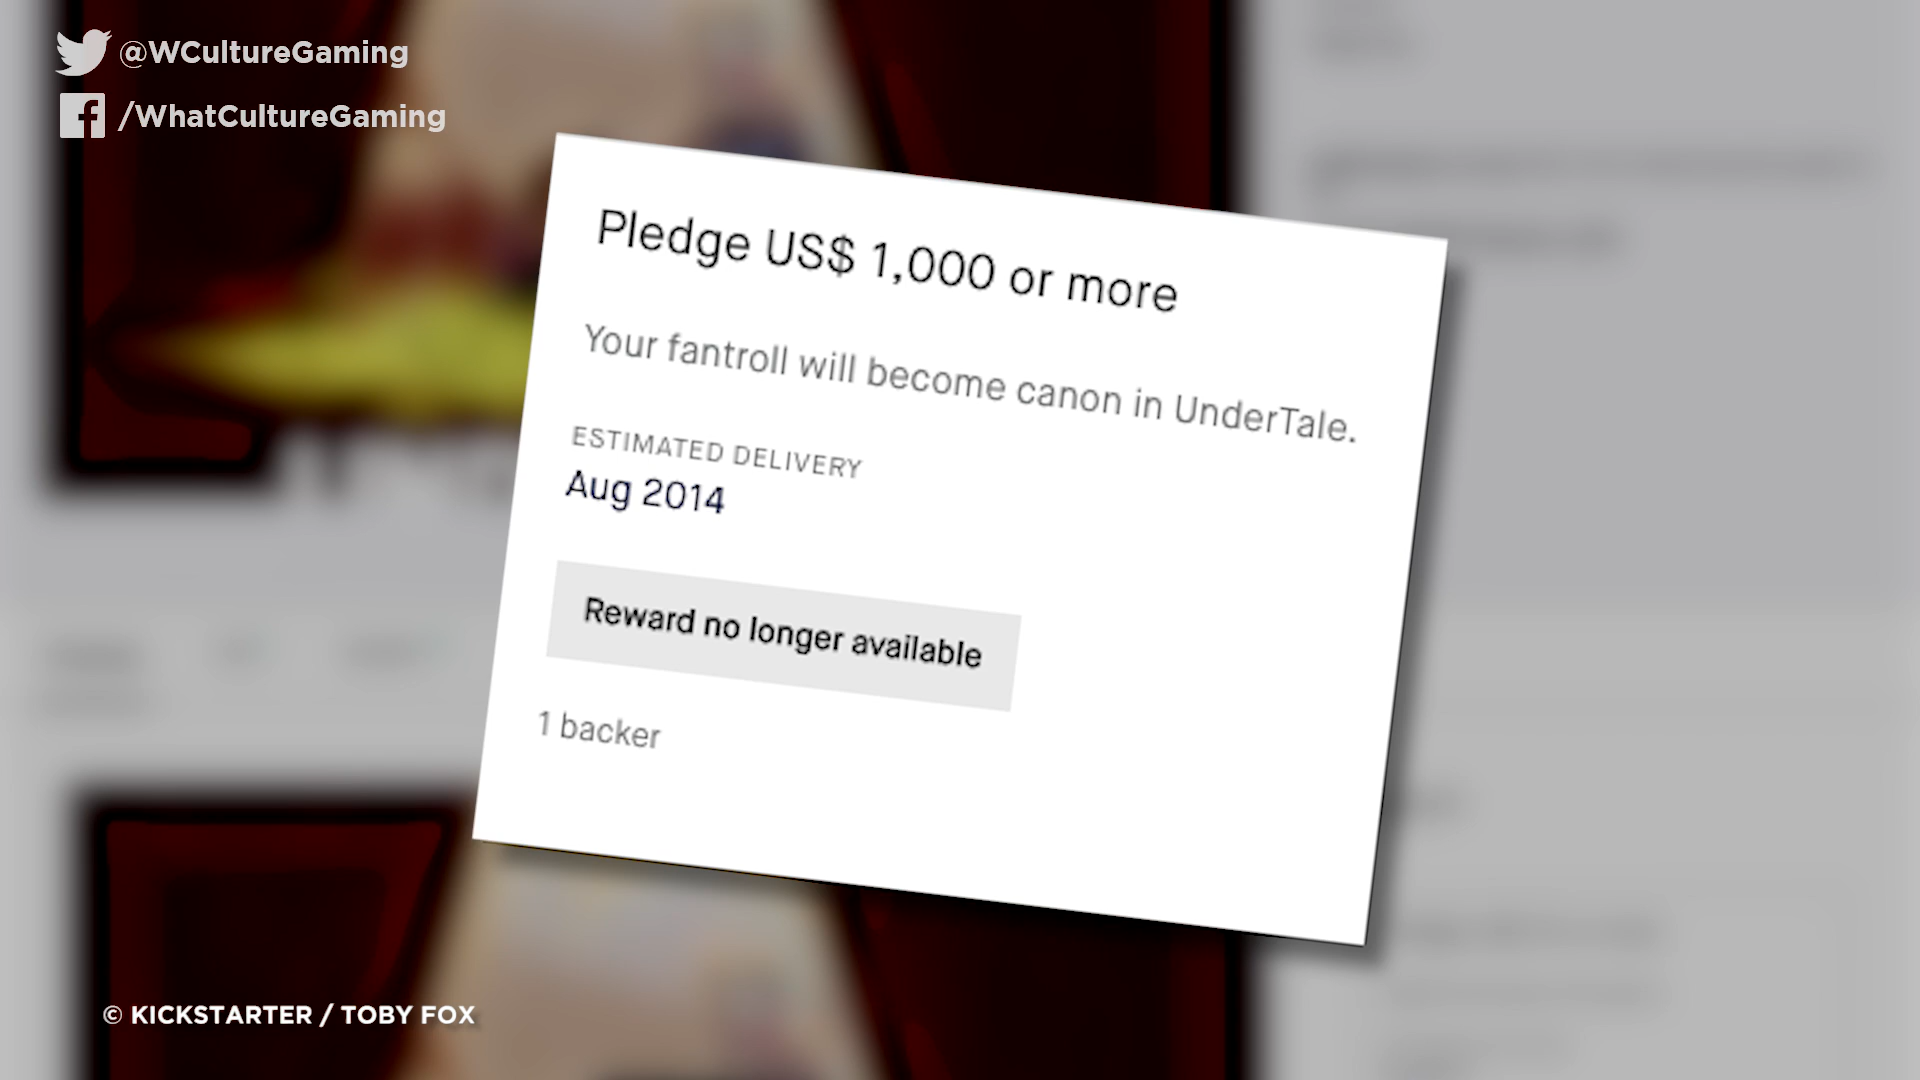 @WCultureGaming
/WhatCultureGaming
Pledge US$ 1,000 or more
Your fantroll will become canon in UnderTale.
ESTIMATED DELIVERY
Aug 2014
Reward no longer available
1 backer
© KICKSTARTER / TOBY FOX